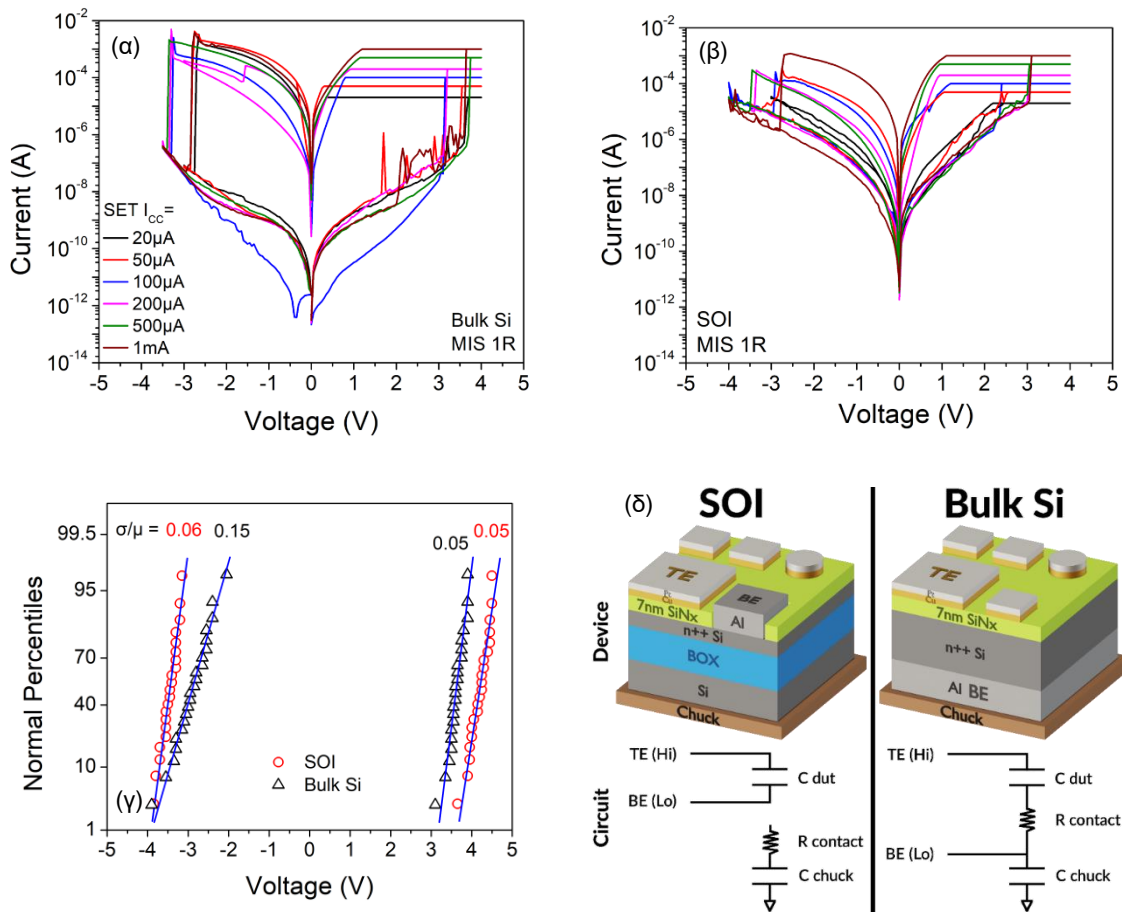 (α)
Current (A)
10⁻²
10⁻⁴
10⁻⁶
10⁻⁸
10⁻¹⁰
10⁻¹²
10⁻¹⁴
SET I_CC=
20µA
50µA
100µA
200µA
500µA
1mA
Bulk Si
MIS 1R
-5 -4 -3 -2 -1 0 1 2 3 4 5
Voltage (V)
(β)
Current (A)
10⁻²
10⁻⁴
10⁻⁶
10⁻⁸
10⁻¹⁰
10⁻¹²
10⁻¹⁴
SOI
MIS 1R
-5 -4 -3 -2 -1 0 1 2 3 4 5
Voltage (V)
Normal Percentiles
99.5
95
70
40
10
1
σ/μ = 0.06 0.15
0.05 0.05
SOI
Bulk Si
(γ)
-5 -4 -3 -2 -1 0 1 2 3 4 5
Voltage (V)
(δ)
SOI
Bulk Si
Device
TE
BE
Cu
7nm SiNx
Al
n++ Si
BOX
Si
Chuck
TE
Cu
7nm SiNx
n++ Si
Al BE
Chuck
Circuit
TE (Hi)
C dut
BE (Lo)
R contact
C chuck
TE (Hi)
C dut
R contact
BE (Lo)
C chuck